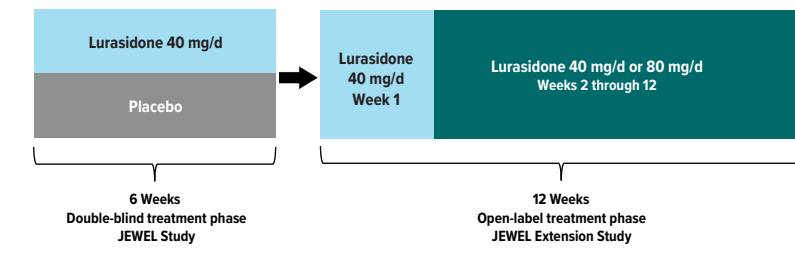 Lurasidone 40 mg/d
Placebo
Lurasidone
40 mg/d
Week 1
Lurasidone 40 mg/d or 80 mg/d
Weeks 2 through 12
6 Weeks
Double-blind treatment phase
JEWEL Study
12 Weeks
Open-label treatment phase
JEWEL Extension Study